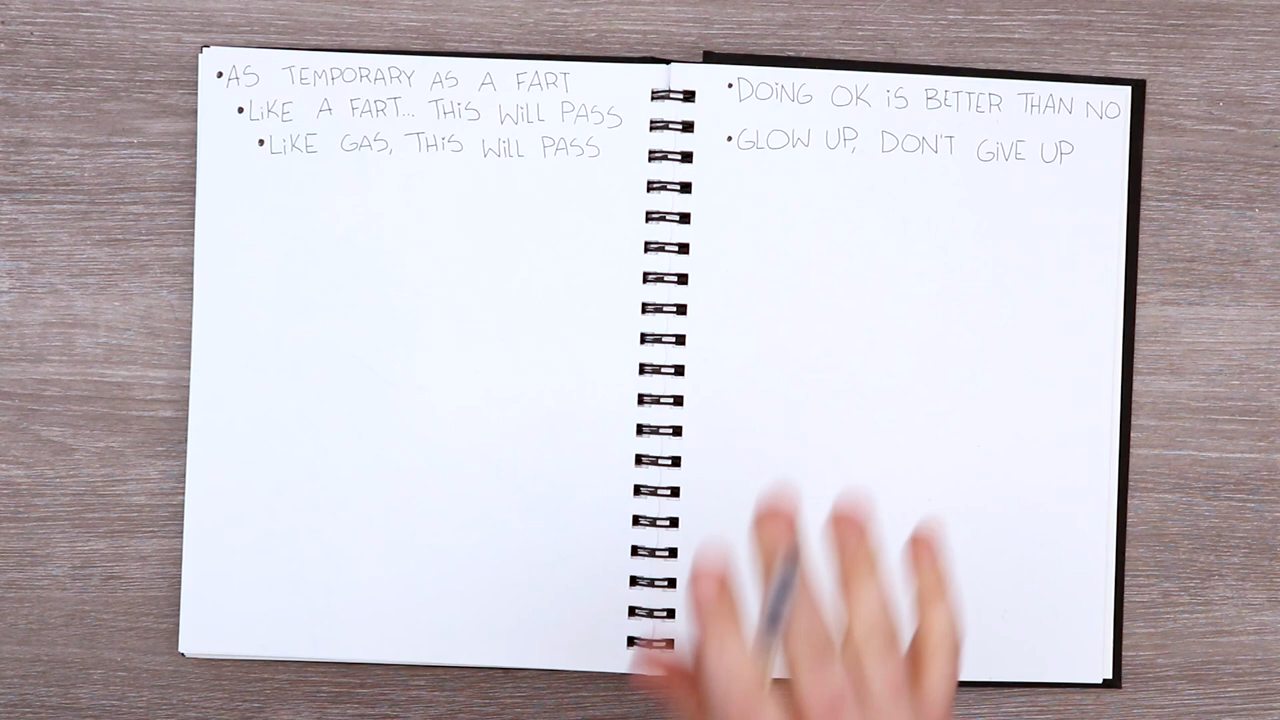 •AS TEMPORARY AS A FART
•LIKE A FART... THIS WILL PASS
•LIKE GAS, THIS WILL PASS
•DOING OK IS BETTER THAN NO
•GLOW UP, DON'T GIVE UP